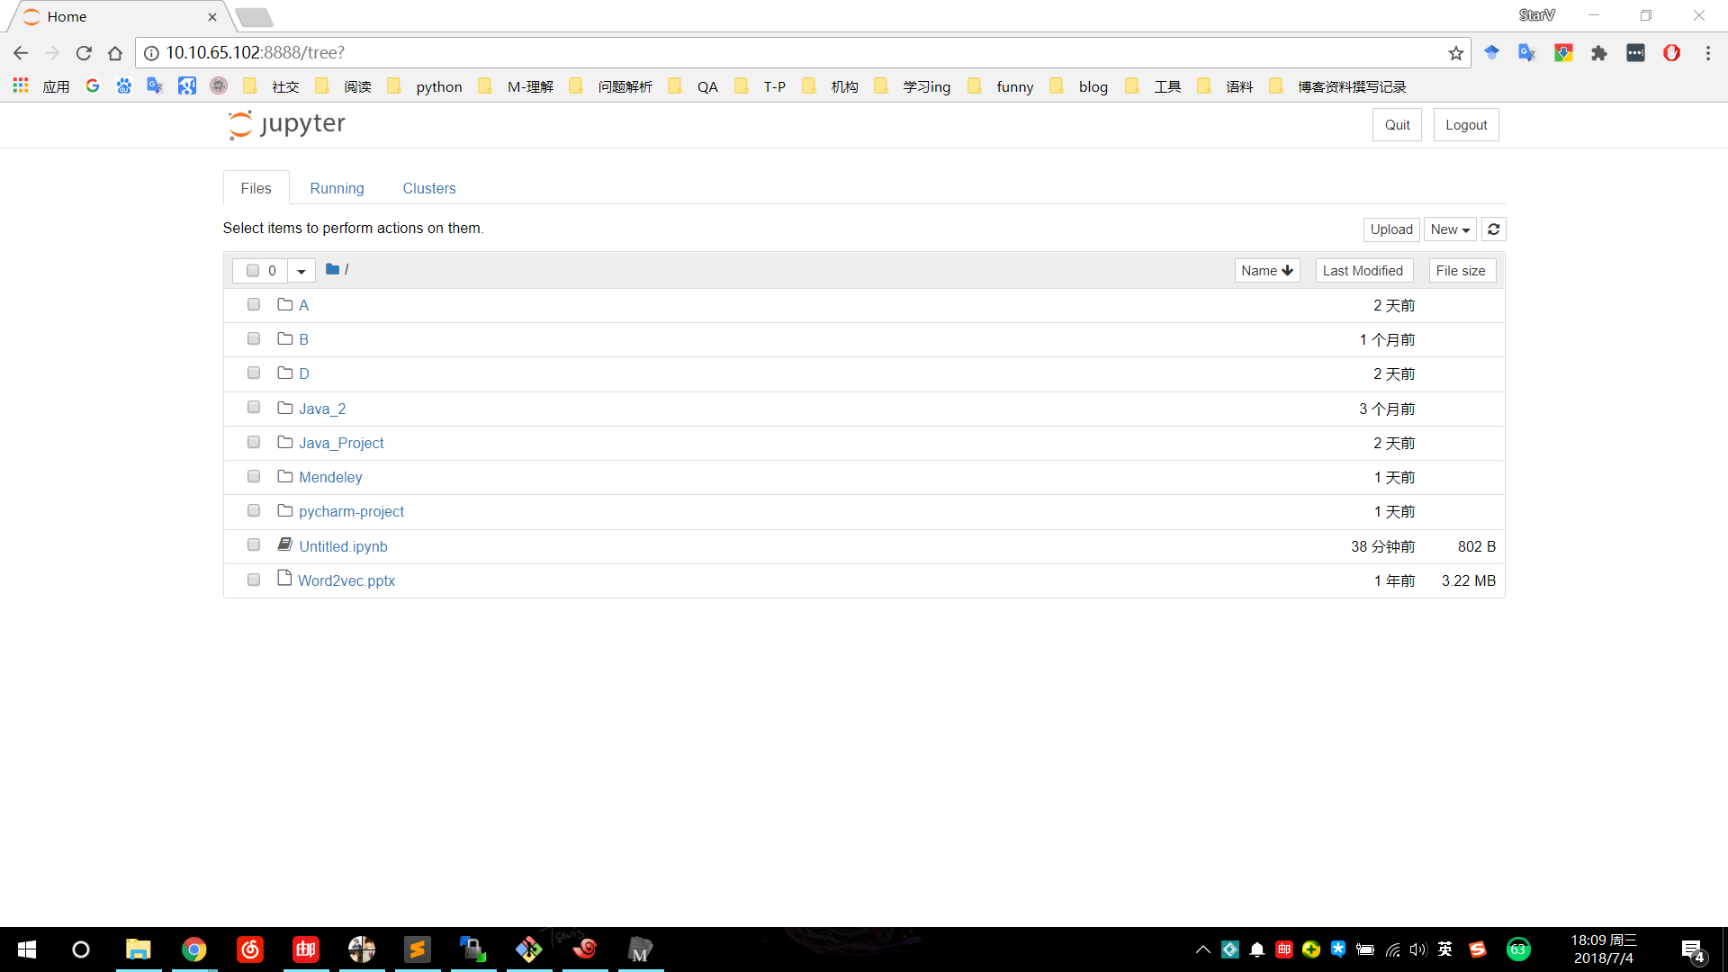 Home
StarV
10.10.65.102:8888/tree?
应用 社交 阅读 python M-理解 问题解析 QA T-P 机构 学习ing funny blog 工具 语料 博客资料撰写记录
jupyter
Quit Logout
Files Running Clusters
Select items to perform actions on them.
Upload New
0 / Name Last Modified File size
A 2 天前
B 1 个月前
D 2 天前
Java_2 3 个月前
Java_Project 2 天前
Mendeley 1 天前
pycharm-project 1 天前
Untitled.ipynb 38 分钟前 802 B
Word2vec.pptx 1 年前 3.22 MB
邮 M 邮 英 63 18:09 周三
2018/7/4 4